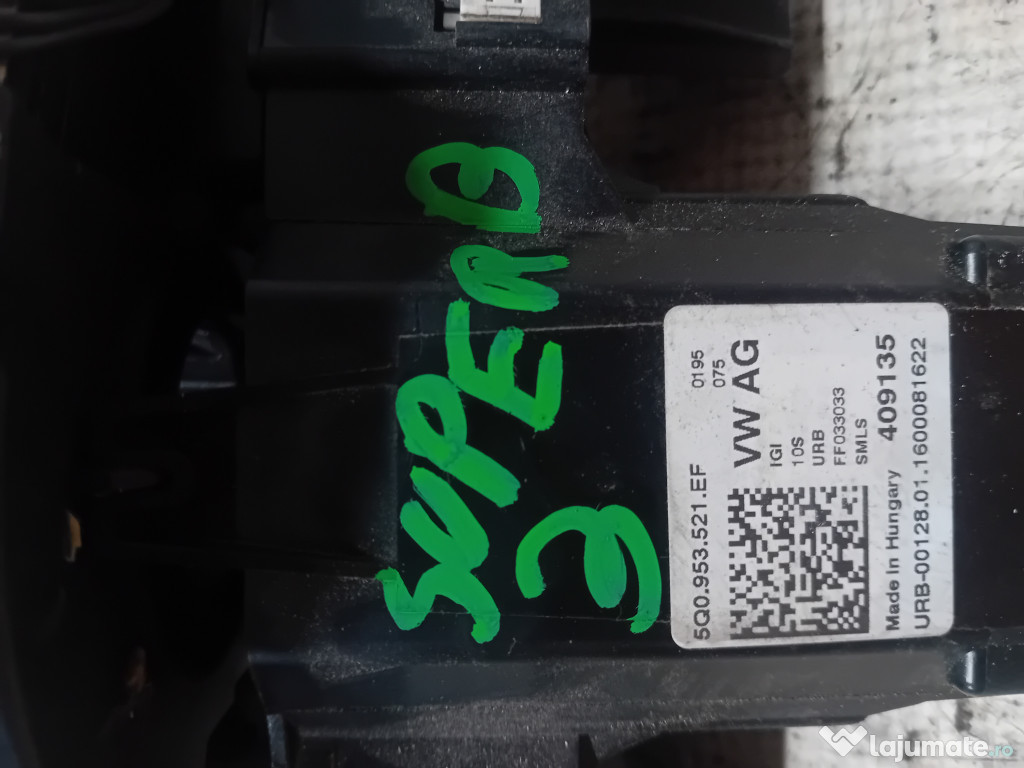 SUPERB
3
5Q0.953.521.EF
0195
075
VW AG
IGI
10S
URB
FF033033
SMLS
Made in Hungary 409135
URB-00128.01.1600081622
lajumate.ro